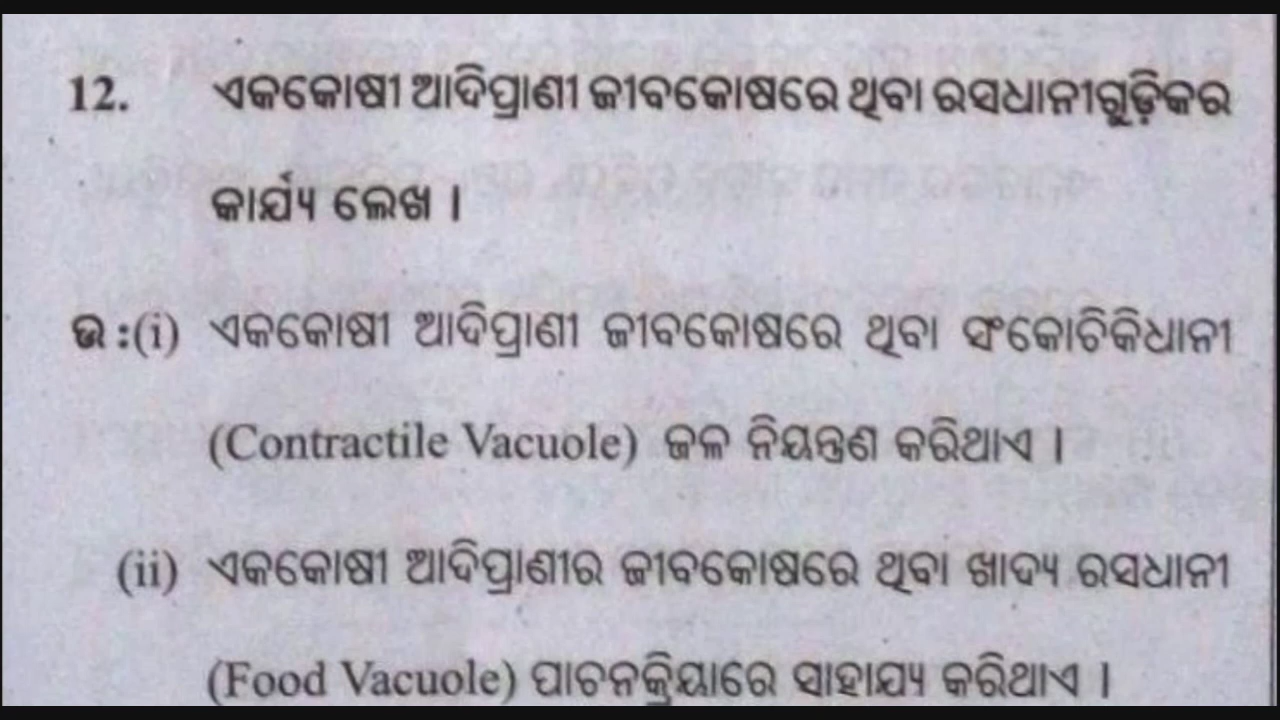 12. ଏକକୋଷୀ ଆଦିପ୍ରାଣୀ ଜୀବକୋଷରେ ଥିବା ରସଧାନୀଗୁଡ଼ିକର
କାର୍ଯ୍ୟ ଲେଖ ।
ଉ :(i) ଏକକୋଷୀ ଆଦିପ୍ରାଣୀ ଜୀବକୋଷରେ ଥିବା ସଂକୋଚିକିଧାନୀ
(Contractile Vacuole) ଜଳ ନିୟନ୍ତ୍ରଣ କରିଥାଏ ।
(ii) ଏକକୋଷୀ ଆଦିପ୍ରାଣୀର ଜୀବକୋଷରେ ଥିବା ଖାଦ୍ୟ ରସଧାନୀ
(Food Vacuole) ପାଚନକ୍ରିୟାରେ ସାହାଯ୍ୟ କରିଥାଏ ।